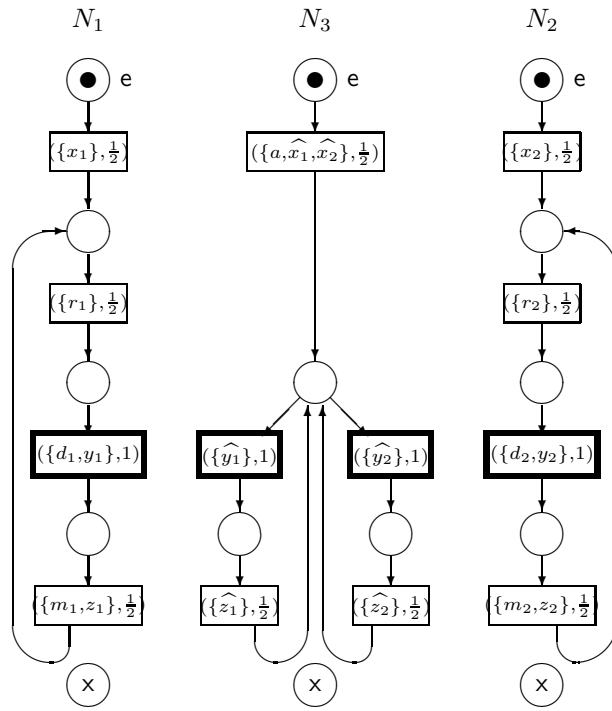 N₁ N₃ N₂
e e
({x₁},½) ({a,x̂₁,x̂₂},½) ({x₂},½)
({r₁},½) ({r₂},½)
({d₁,y₁},1) ({ŷ₁},1) ({ŷ₂},1) ({d₂,y₂},1)
({m₁,z₁},½) ({ẑ₁},½) ({ẑ₂},½) ({m₂,z₂},½)
x x x